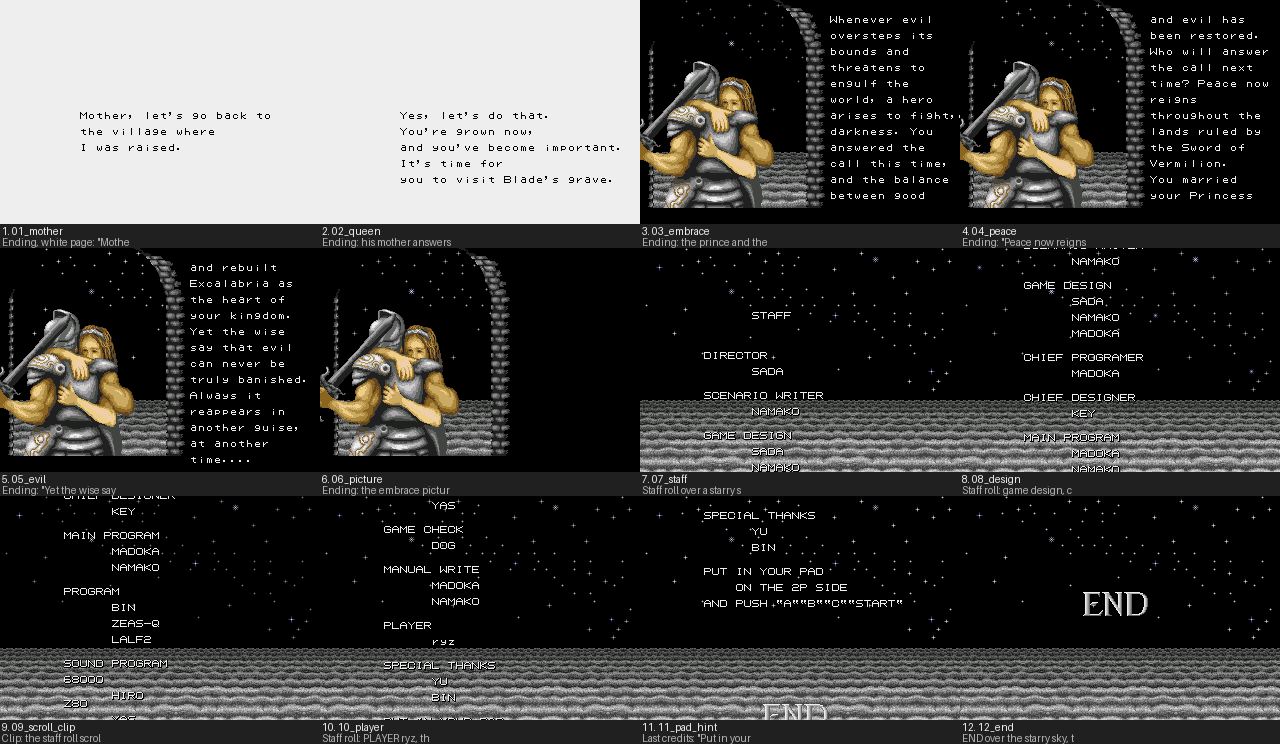 Mother, let's go back to
the village where
I was raised.
1.01_mother
Ending, white page: "Mothe
Yes, let's do that.
You're grown now,
and you've become important.
It's time for
you to visit Blade's grave.
2.02_queen
Ending: his mother answers
Whenever evil
oversteps its
bounds and
threatens to
engulf the
world, a hero
arises to fight,
darkness. You
answered the
call this time,
and the balance
between good
3.03_embrace
Ending: the prince and the
and evil has
been restored.
Who will answer
the call next
time? Peace now
reigns
throughout the
lands ruled by
the Sword of
Vermilion.
You married
your Princess
4.04_peace
Ending: "Peace now reigns
and rebuilt
Excalabria as
the heart of
your kingdom.
Yet the wise
say that evil
can never be
truly banished.
Always it
reappears in
another guise,
at another
time....
5.05_evil
Ending: "Yet the wise say
6.06_picture
Ending: the embrace pictur
STAFF
DIRECTOR
SADA
SCENARIO WRITER
NAMAKO
GAME DESIGN
SADA
NAMAKO
7.07_staff
Staff roll over a starry s
SCENARIO WRITER
NAMAKO
GAME DESIGN
SADA
NAMAKO
MADOKA
CHIEF PROGRAMER
MADOKA
CHIEF DESIGNER
KEY
MAIN PROGRAM
MADOKA
NAMAKO
8.08_design
Staff roll: game design, c
CHIEF DESIGNER
KEY
MAIN PROGRAM
MADOKA
NAMAKO
PROGRAM
BIN
ZEAS-Q
LALF2
SOUND PROGRAM
68000
HIRO
Z80
YAS
9.09_scroll_clip
Clip: the staff roll scrol
YAS
GAME CHECK
DOG
MANUAL WRITE
MADOKA
NAMAKO
PLAYER
ryz
SPECIAL THANKS
YU
BIN
PUT IN YOUR PAD
10.10_player
Staff roll: PLAYER ryz, th
SPECIAL THANKS
YU
BIN
PUT IN YOUR PAD
ON THE 2P SIDE
AND PUSH "A""B""C""START"
END
11.11_pad_hint
Last credits: "Put in your
END
12.12_end
END over the starry sky, t